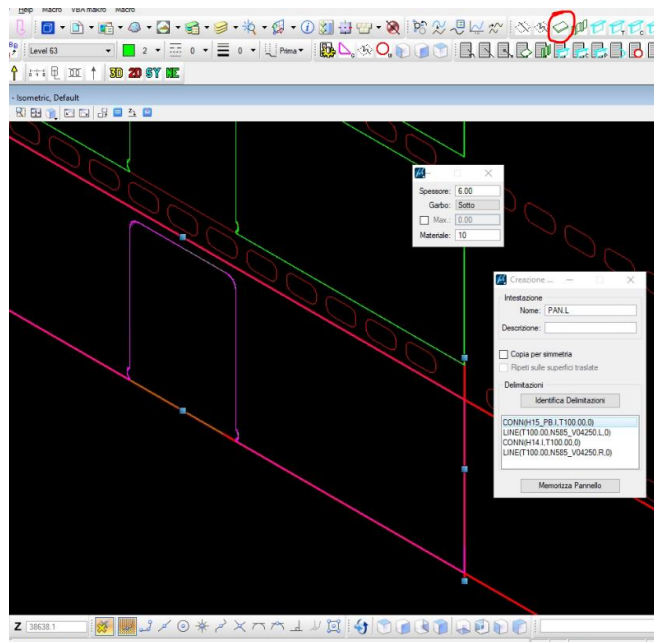 Help Macro VBA makro Macro
Level 63 2 0 0 Prima
3D 2D SY NE
- Isometric, Default
Spessore: 6.00
Garbo: Sotto
Max.: 0.00
Materiale: 10
Creazione ...
Intestazione
Nome: PAN.L
Descrizione:
Copia per simmetria
Ripeti sulle superfici traslate
Delimitazioni
Identifica Delimitazioni
CONN(H15_PB.I,T100.00,0)
LINE(T100.00,N585_V04250.L,0)
CONN(H14.I,T100.00,0)
LINE(T100.00,N585_V04250.R,0)
Memorizza Pannello
Z 38638.1